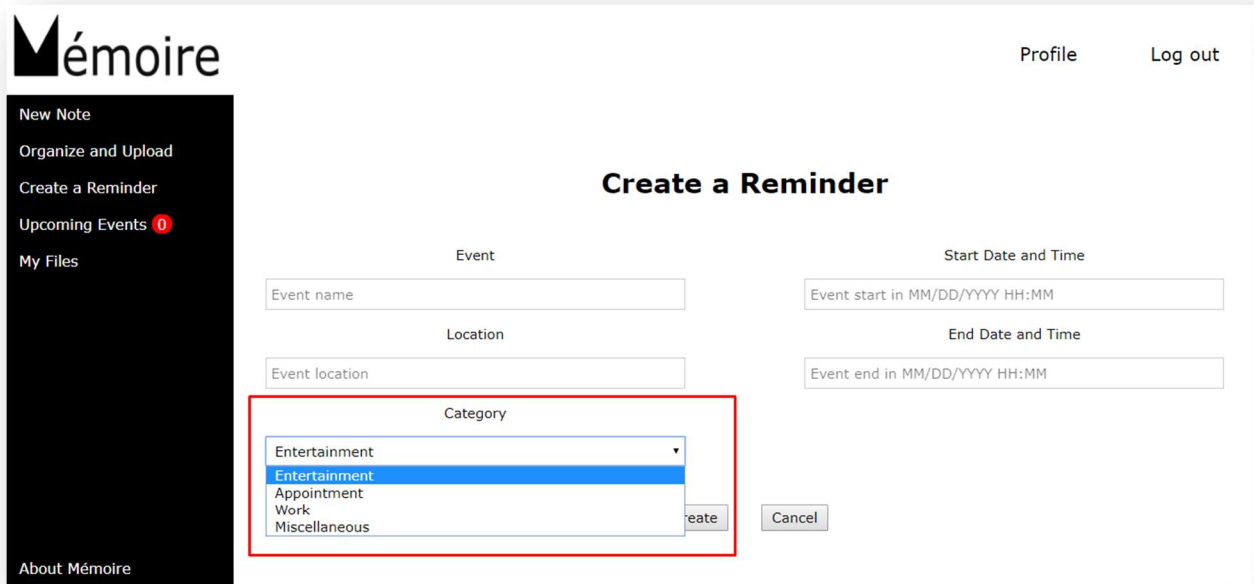 Mémoire
Profile Log out
New Note
Organize and Upload
Create a Reminder
Upcoming Events 0
My Files
About Mémoire
Create a Reminder
Event
Event name
Start Date and Time
Event start in MM/DD/YYYY HH:MM
Location
Event location
End Date and Time
Event end in MM/DD/YYYY HH:MM
Category
Entertainment
Entertainment
Appointment
Work
Miscellaneous
reate
Cancel